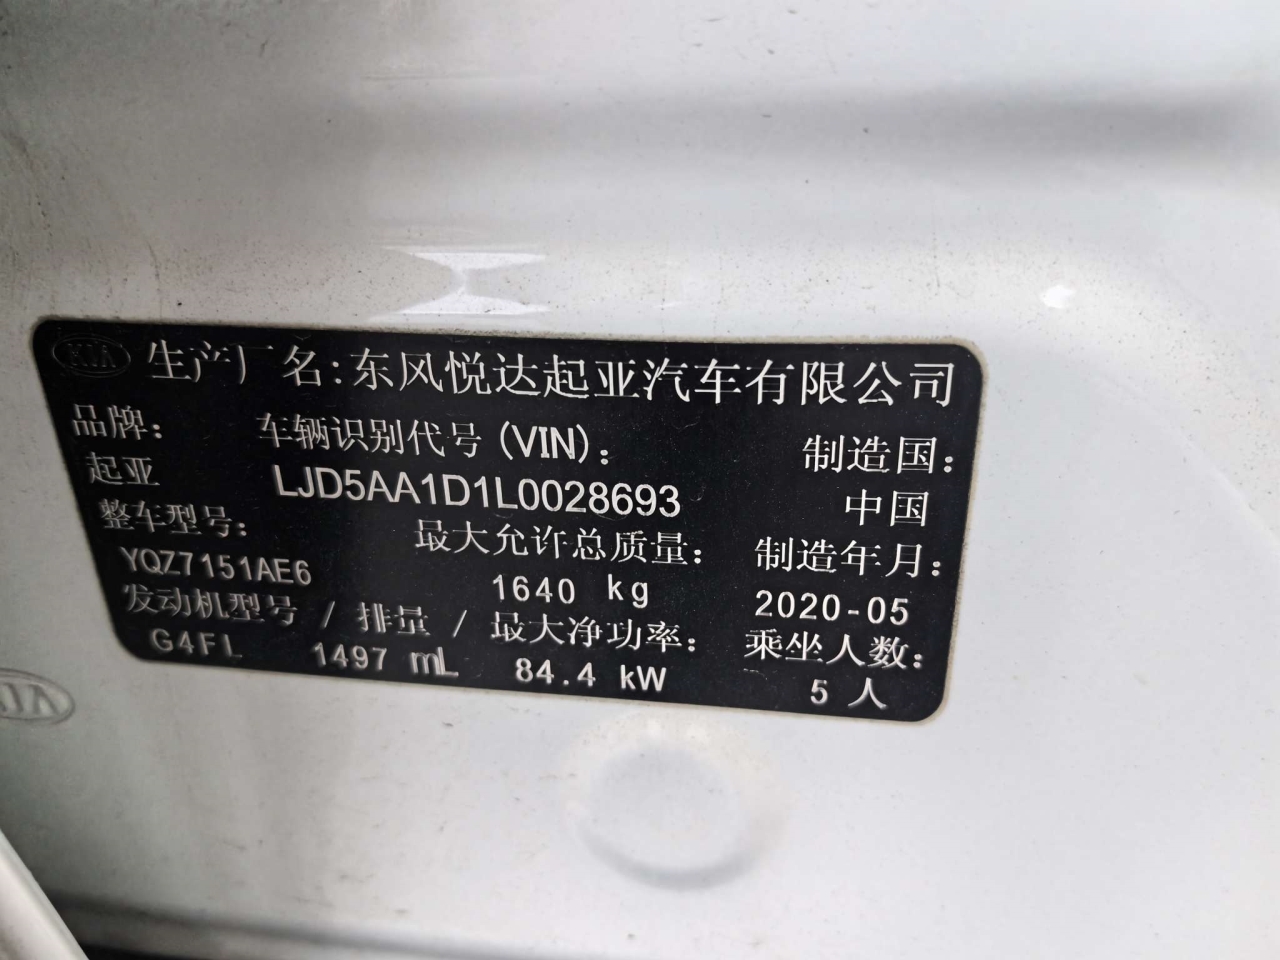 KIA 生产厂名:东风悦达起亚汽车有限公司
品牌: 车辆识别代号(VIN): 制造国:
起亚 LJD5AA1D1L0028693 中国
整车型号: 最大允许总质量: 制造年月:
YQZ7151AE6 1640 kg 2020-05
发动机型号 / 排量 / 最大净功率: 乘坐人数:
G4FL 1497 mL 84.4 kW 5人
KIA